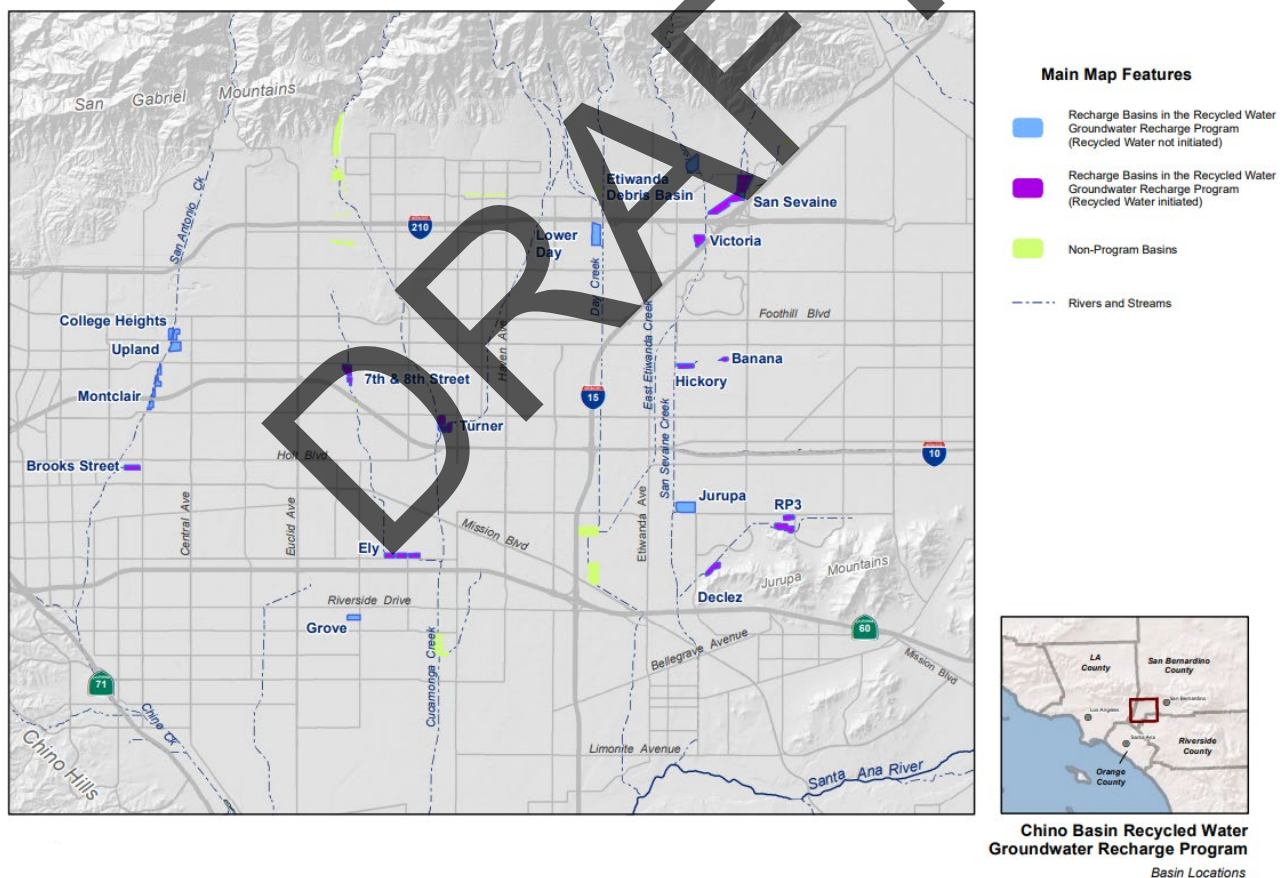 DRAFT
San Gabriel Mountains
San Antonio Ck
210
Etiwanda
Debris Basin
San Sevaine
Lower
Day
Victoria
Day Creek
College Heights
Upland
Montclair
Foothill Blvd
Haven Ave
East Etiwanda Creek
Banana
Hickory
7th & 8th Street
15
Turner
San Sevaine Creek
Brooks Street
Holt Blvd
10
Central Ave
Euclid Ave
Mission Blvd
Etiwanda Ave
Jurupa
RP3
Ely
Jurupa Mountains
Declez
Riverside Drive
Grove
60
Bellegrave Avenue
Mission Blvd
Cucamonga Creek
71
Chino Ck
Chino Hills
Limonite Avenue
Santa Ana River
Main Map Features
Recharge Basins in the Recycled Water
Groundwater Recharge Program
(Recycled Water not initiated)
Recharge Basins in the Recycled Water
Groundwater Recharge Program
(Recycled Water initiated)
Non-Program Basins
Rivers and Streams
LA
County
San Bernardino
County
San Bernardino
Los Angeles
Santa Ana
Riverside
County
Orange
County
Chino Basin Recycled Water
Groundwater Recharge Program
Basin Locations